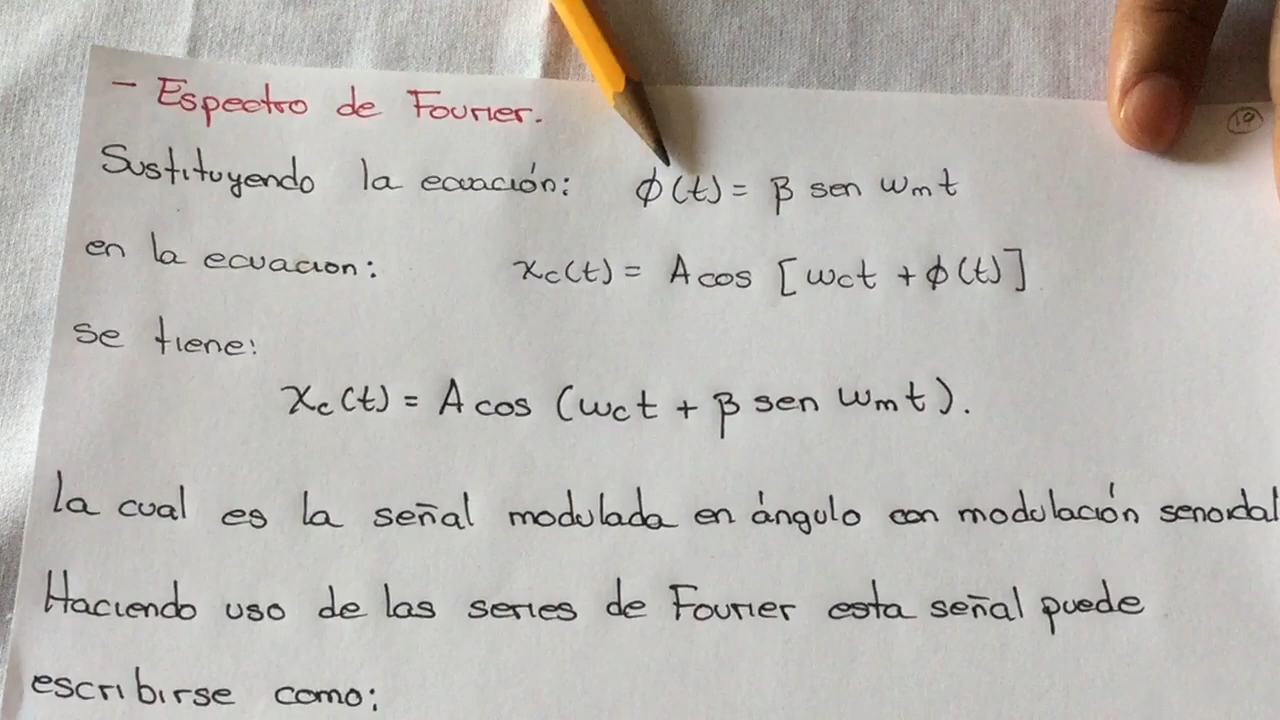 - Espectro de Fourier.
19
Sustituyendo la ecuación: ϕ(t) = β sen ωmt
en la ecuacion: xc(t) = A cos [ωct + ϕ(t)]
se tiene:
xc(t) = A cos (ωct + β sen ωmt).
la cual es la señal modulada en ángulo con modulación senoidal
Haciendo uso de las series de Fourier esta señal puede
escribirse como: